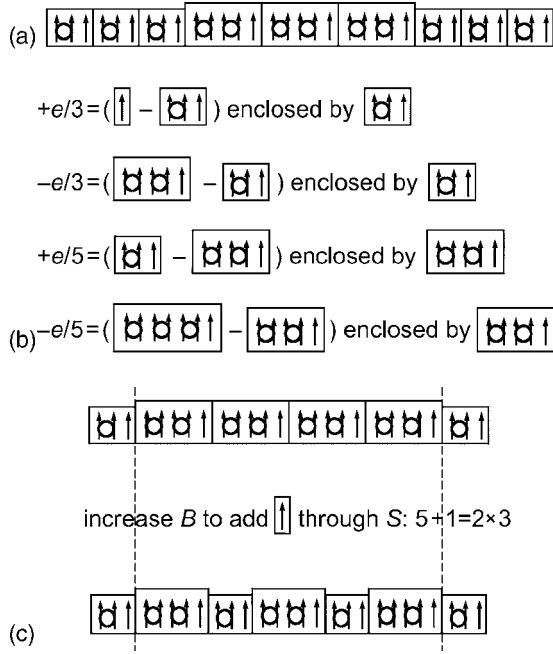 (a)
+e/3=( – ) enclosed by
–e/3=( – ) enclosed by
+e/5=( – ) enclosed by
(b) –e/5=( – ) enclosed by
increase B to add through S: 5+1=2×3
(c)